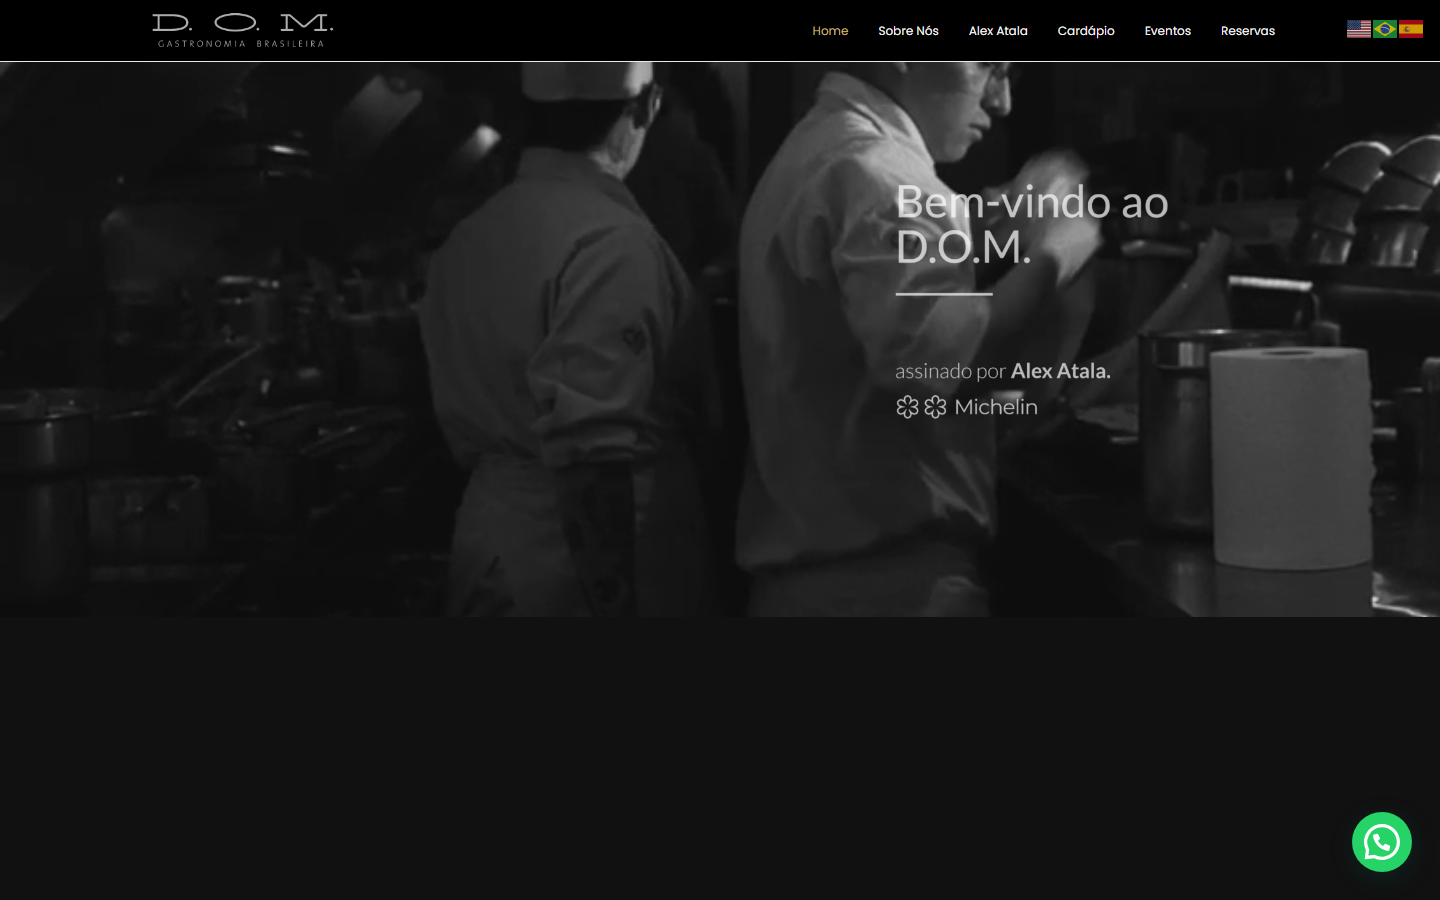 D. O. M.
GASTRONOMIA BRASILEIRA
Home
Sobre Nós
Alex Atala
Cardápio
Eventos
Reservas
Bem-vindo ao
D.O.M.
assinado por Alex Atala.
Michelin